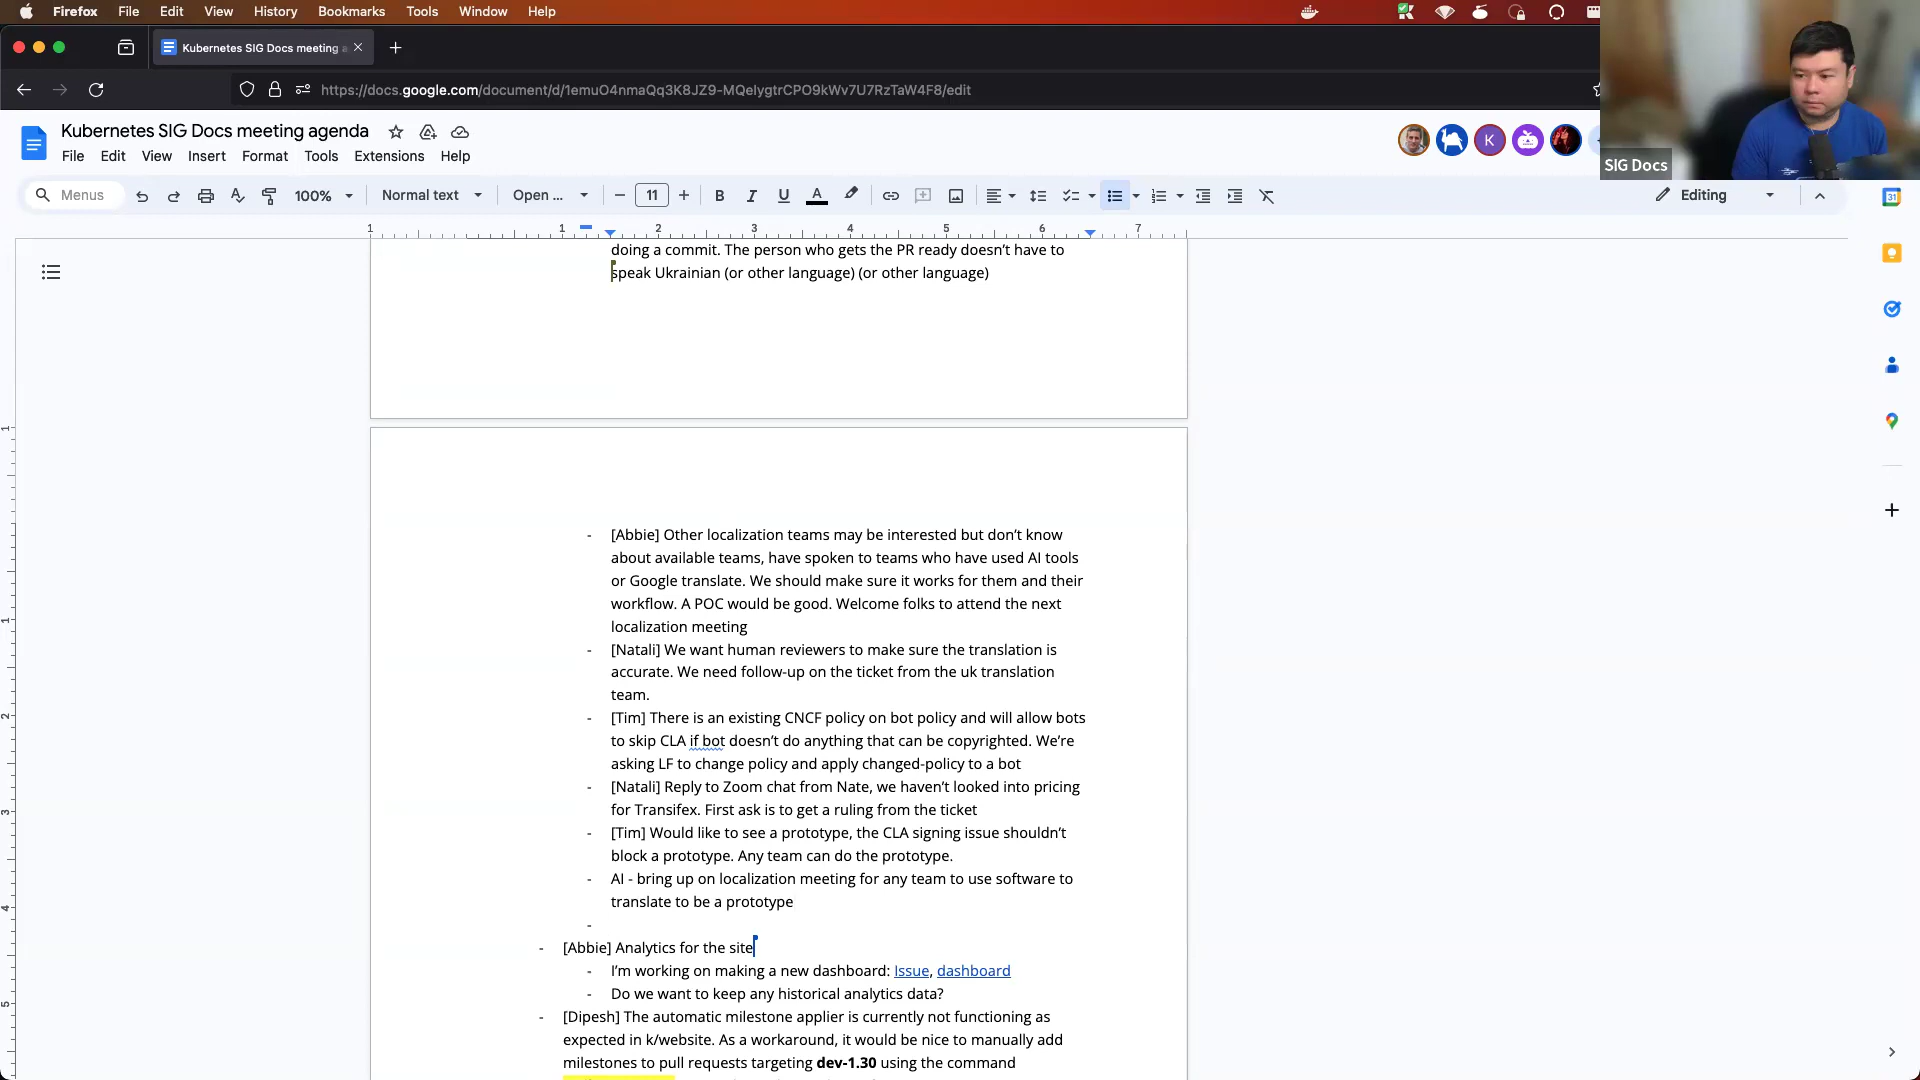 Firefox File Edit View History Bookmarks Tools Window Help
Kubernetes SIG Docs meeting
https://docs.google.com/document/d/1emuO4nmaQq3K8JZ9-MQelygtrCPO9kWv7U7RzTaW4F8/edit
Kubernetes SIG Docs meeting agenda
File Edit View Insert Format Tools Extensions Help
K
SIG Docs
Menus 100% Normal text Open ... 11 B I U A Editing
31
1 1 2 3 4 5 6 7
doing a commit. The person who gets the PR ready doesn’t have to
speak Ukrainian (or other language) (or other language)
- [Abbie] Other localization teams may be interested but don’t know
about available teams, have spoken to teams who have used AI tools
or Google translate. We should make sure it works for them and their
workflow. A POC would be good. Welcome folks to attend the next
localization meeting
- [Natali] We want human reviewers to make sure the translation is
accurate. We need follow-up on the ticket from the uk translation
team.
- [Tim] There is an existing CNCF policy on bot policy and will allow bots
to skip CLA if bot doesn’t do anything that can be copyrighted. We’re
asking LF to change policy and apply changed-policy to a bot
- [Natali] Reply to Zoom chat from Nate, we haven’t looked into pricing
for Transifex. First ask is to get a ruling from the ticket
- [Tim] Would like to see a prototype, the CLA signing issue shouldn’t
block a prototype. Any team can do the prototype.
- AI - bring up on localization meeting for any team to use software to
translate to be a prototype
-
- [Abbie] Analytics for the site
- I’m working on making a new dashboard: Issue, dashboard
- Do we want to keep any historical analytics data?
- [Dipesh] The automatic milestone applier is currently not functioning as
expected in k/website. As a workaround, it would be nice to manually add
milestones to pull requests targeting dev-1.30 using the command